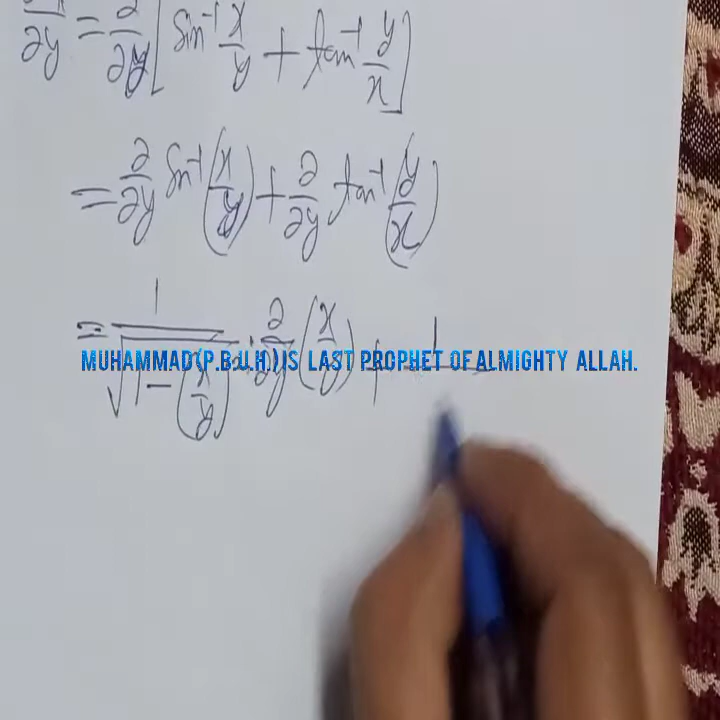 ∂/∂y = ∂/∂y [sin⁻¹ x/y + tan⁻¹ y/x]
= ∂/∂y sin⁻¹(x/y) + ∂/∂y tan⁻¹(y/x)
= 1/√(1-(x/y)²) · ∂/∂y (x/y) + 1
MUHAMMAD(P.B.U.H.) IS LAST PROPHET OF ALMIGHTY ALLAH.